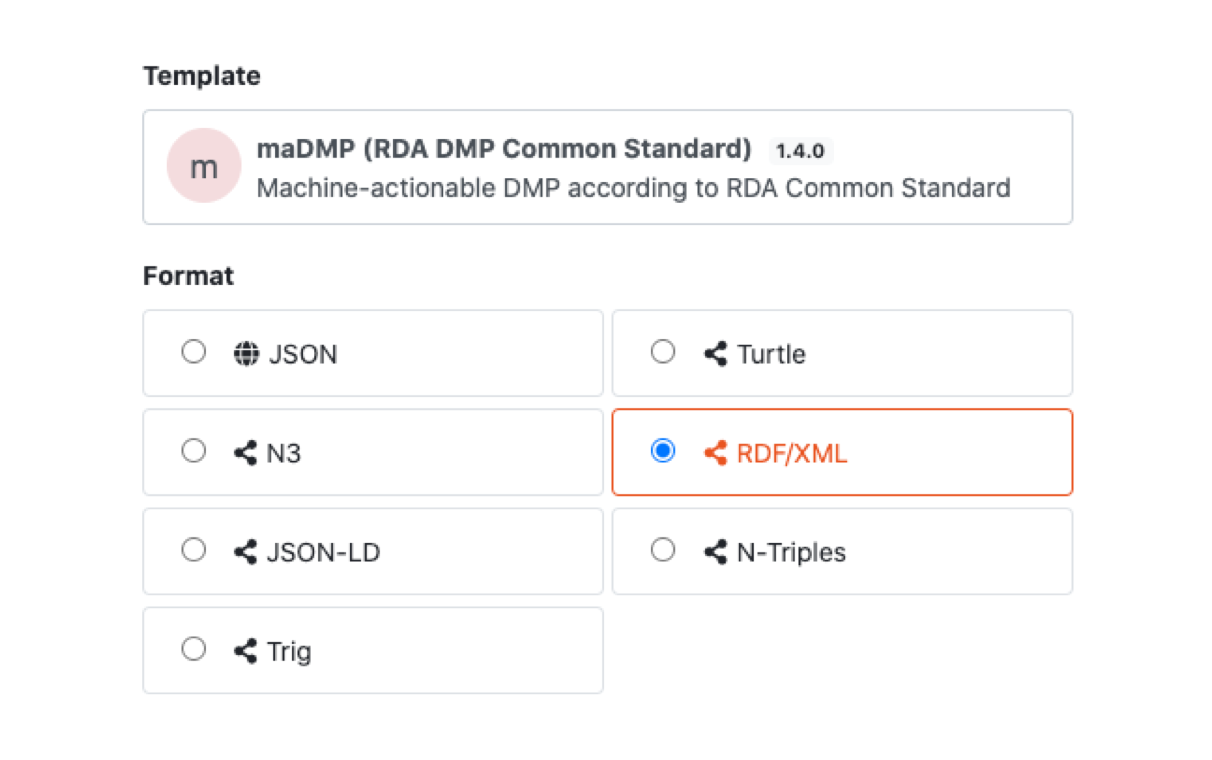 Template
m
maDMP (RDA DMP Common Standard) 1.4.0
Machine-actionable DMP according to RDA Common Standard
Format
JSON
Turtle
N3
RDF/XML
JSON-LD
N-Triples
Trig